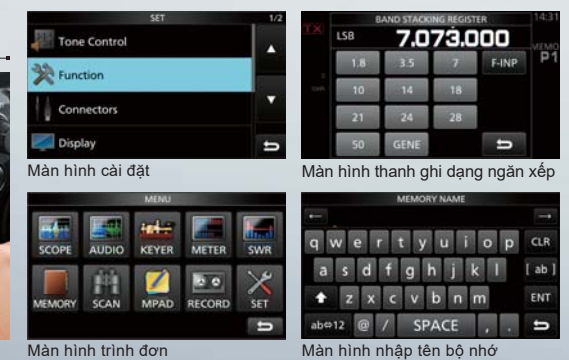 SET 1/2
Tone Control
Function
Connectors
Display
Màn hình cài đặt
BAND STACKING REGISTER 14:31
TX
LSB 7.073.000
MEMO
P1
1.8 3.5 7 F-INP
10 14 18
21 24 28
50 GENE
Màn hình thanh ghi dạng ngăn xếp
MENU
SCOPE AUDIO KEYER METER SWR
MEMORY SCAN MPAD RECORD SET
Màn hình trình đơn
MEMORY NAME
q w e r t y u i o p CLR
a s d f g h j k l [ ab ]
z x c v b n m ENT
ab⇔12 @ / SPACE , .
Màn hình nhập tên bộ nhớ